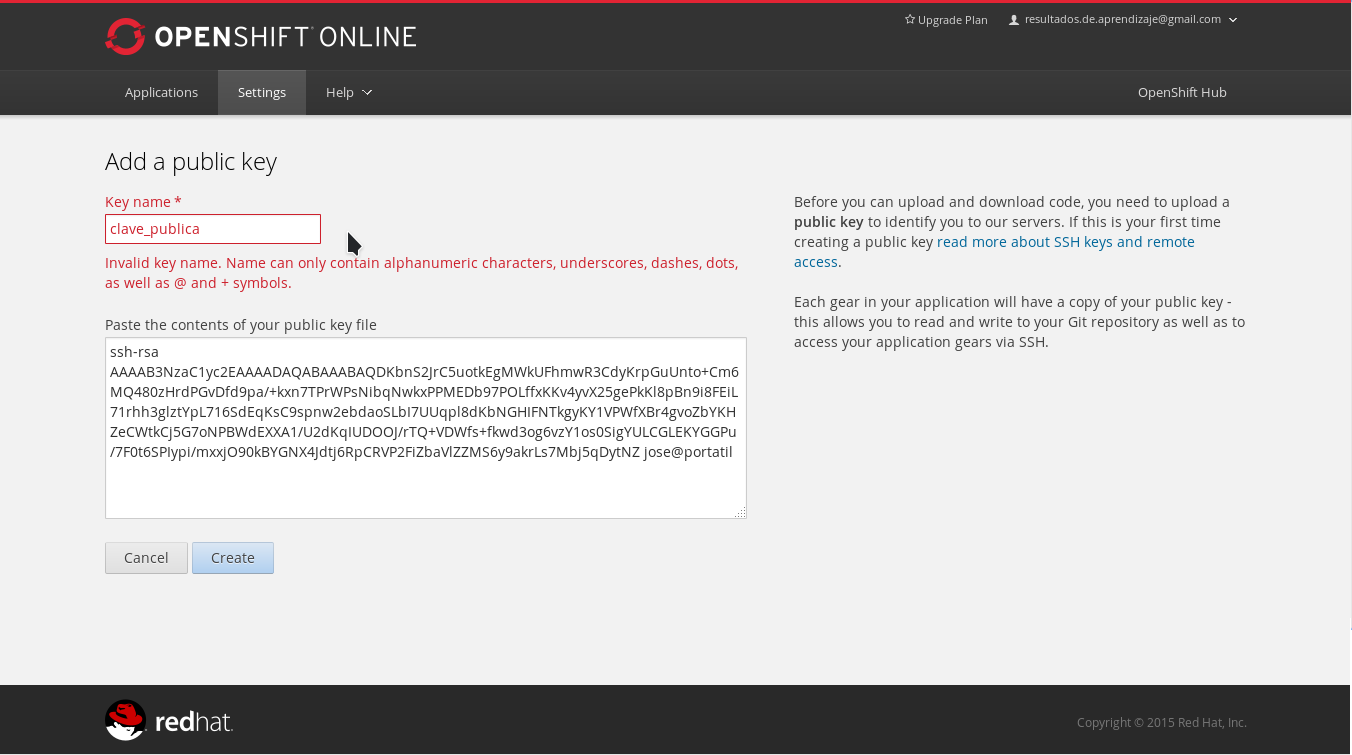 OPENSHIFT ONLINE
Upgrade Plan
resultados.de.aprendizaje@gmail.com
Applications
Settings
Help
OpenShift Hub
Add a public key
Key name *
clave_publica
Invalid key name. Name can only contain alphanumeric characters, underscores, dashes, dots,
as well as @ and + symbols.
Paste the contents of your public key file
ssh-rsa
AAAAB3NzaC1yc2EAAAADAQABAAABAQDKbnS2JrC5uotkEgMWkUFhmwR3CdyKrpGuUnto+Cm6
MQ480zHrdPGvDfd9pa/+kxn7TPrWPsNibqNwkxPPMEDb97POLffxKKv4yvX25gePkKl8pBn9i8FEiL
71rhh3glztYpL716SdEqKsC9spnw2ebdaoSLbI7UUqpl8dKbNGHIFNTkgyKY1VPWfXBr4gvoZbYKH
ZeCWtkCj5G7oNPBWdEXXA1/U2dKqIUDOOJ/rTQ+VDWfs+fkwd3og6vzY1os0SigYULCGLEKYGGPu
/7F0t6SPIypi/mxxjO90kBYGNX4Jdtj6RpCRVP2FiZbaVlZZMS6y9akrLs7Mbj5qDytNZ jose@portatil
Cancel
Create
Before you can upload and download code, you need to upload a
public key to identify you to our servers. If this is your first time
creating a public key read more about SSH keys and remote
access.
Each gear in your application will have a copy of your public key -
this allows you to read and write to your Git repository as well as to
access your application gears via SSH.
redhat.
Copyright © 2015 Red Hat, Inc.